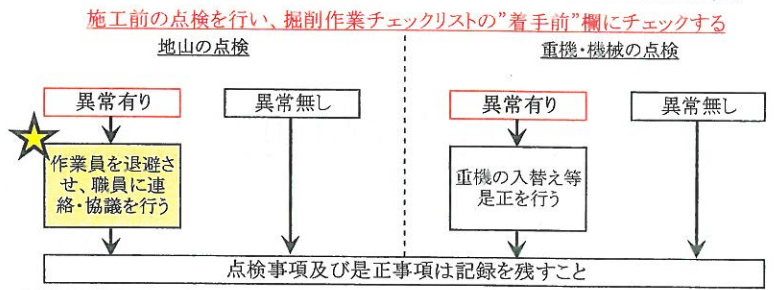 施工前の点検を行い、掘削作業チェックリストの”着手前”欄にチェックする
地山の点検
重機・機械の点検
異常有り
異常無し
異常有り
異常無し
作業員を退避さ
せ、職員に連
絡・協議を行う
重機の入替え等
是正を行う
点検事項及び是正事項は記録を残すこと